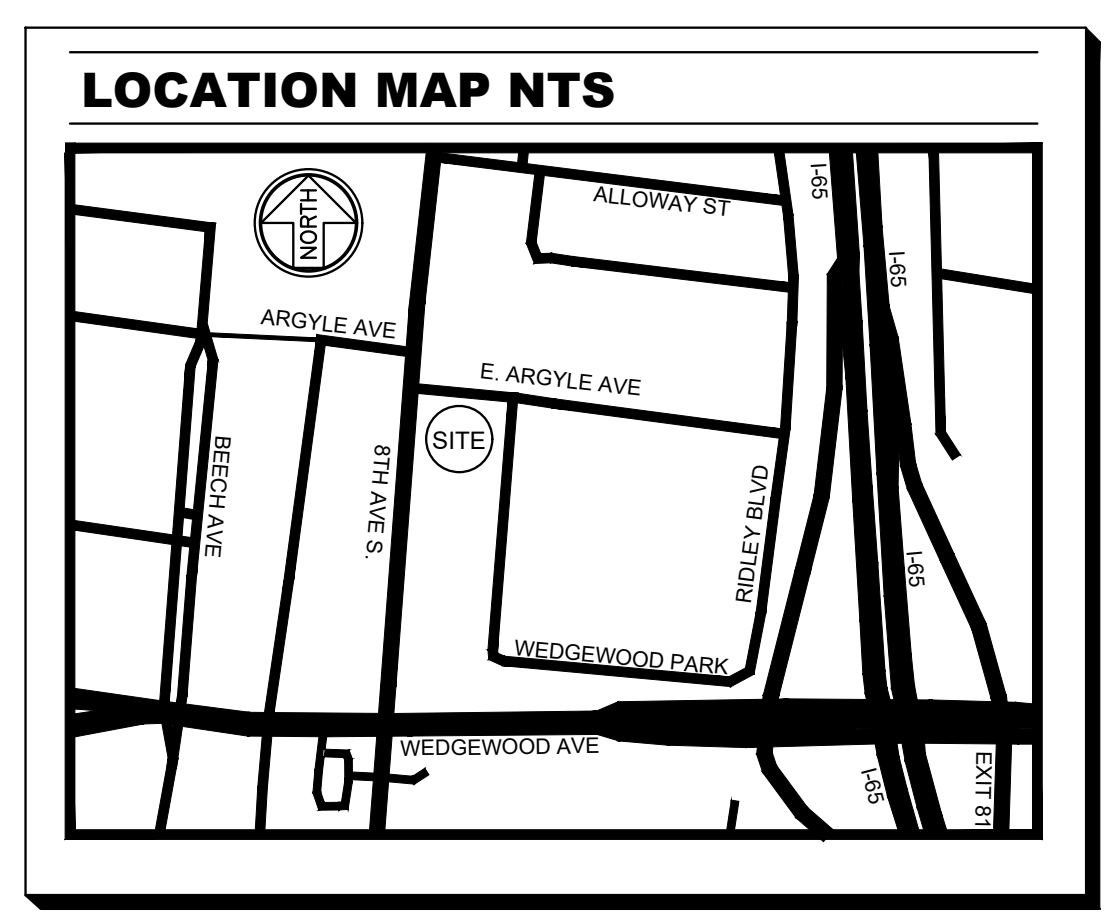 LOCATION MAP NTS
I-65
ALLOWAY ST
NORTH
I-65
ARGYLE AVE
E. ARGYLE AVE
SITE
BEECH AVE
8TH AVE S.
RIDLEY BLVD
I-65
WEDGEWOOD PARK
WEDGEWOOD AVE
I-65
EXIT 81